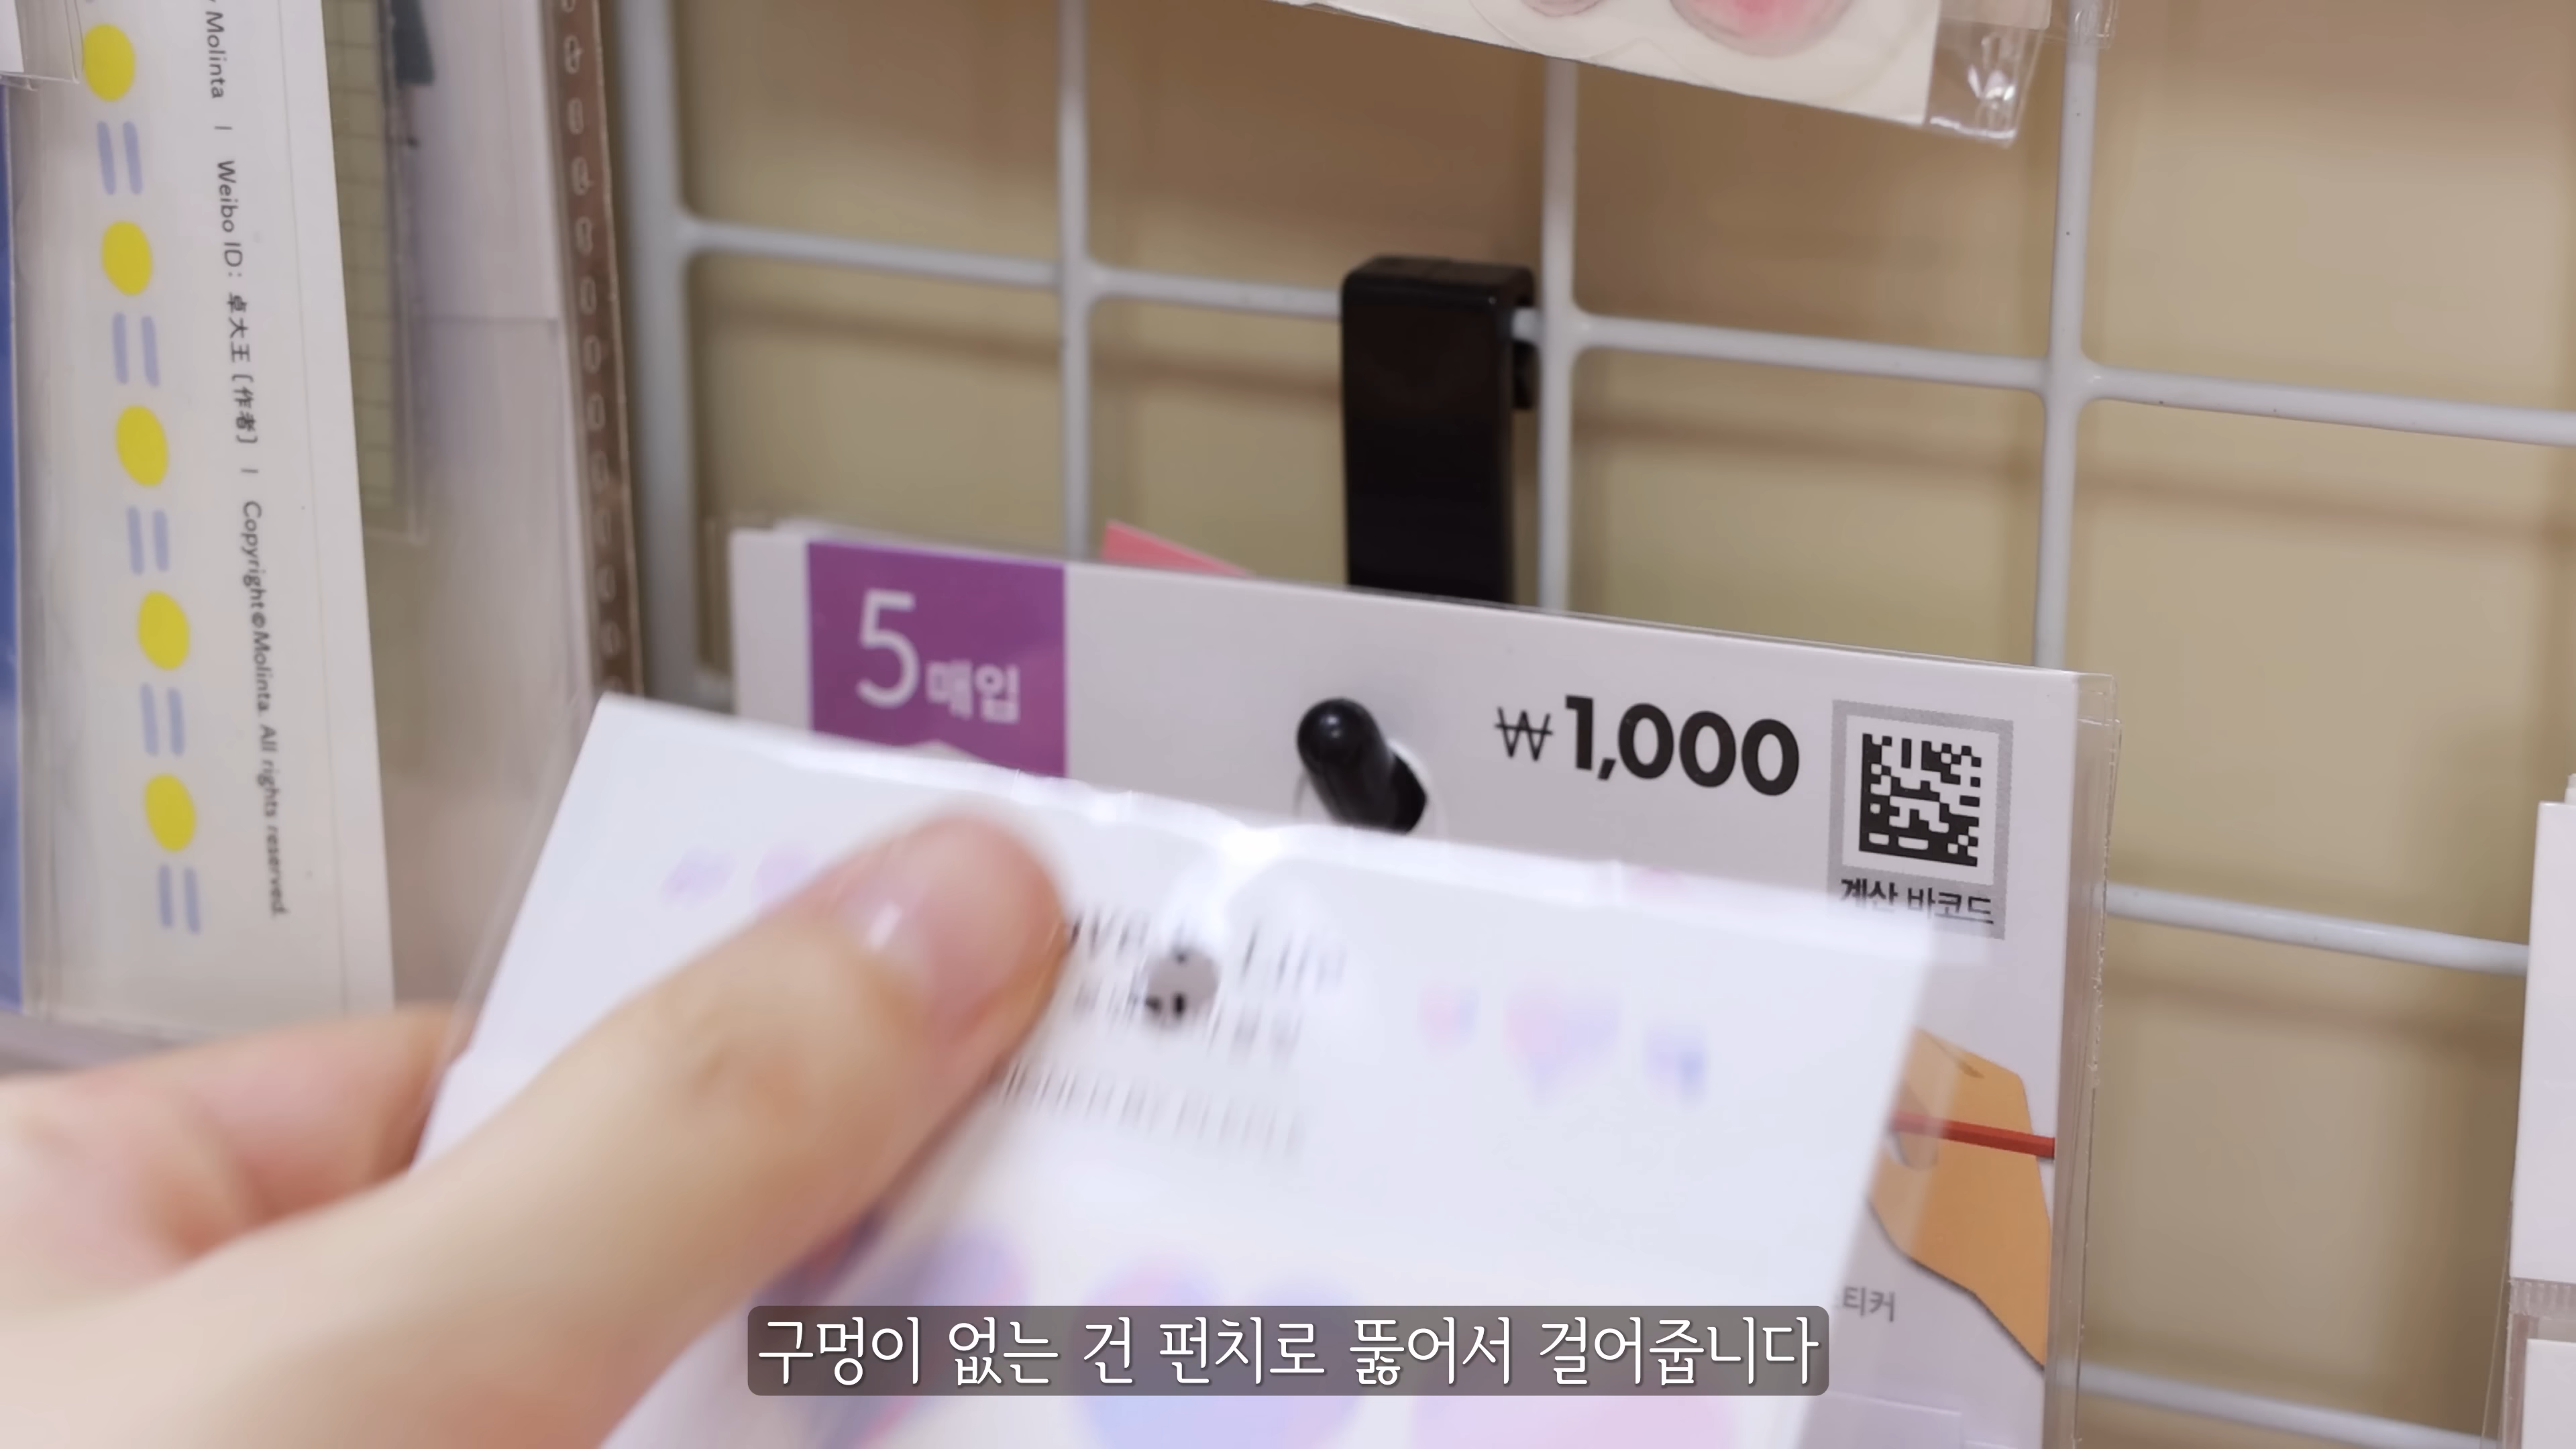 Molinta | Weibo ID: 卓大王 [作者] | Copyright©Molinta. All rights reserved.
5매입
₩1,000
계산 바코드
티커
구멍이 없는 건 펀치로 뚫어서 걸어줍니다